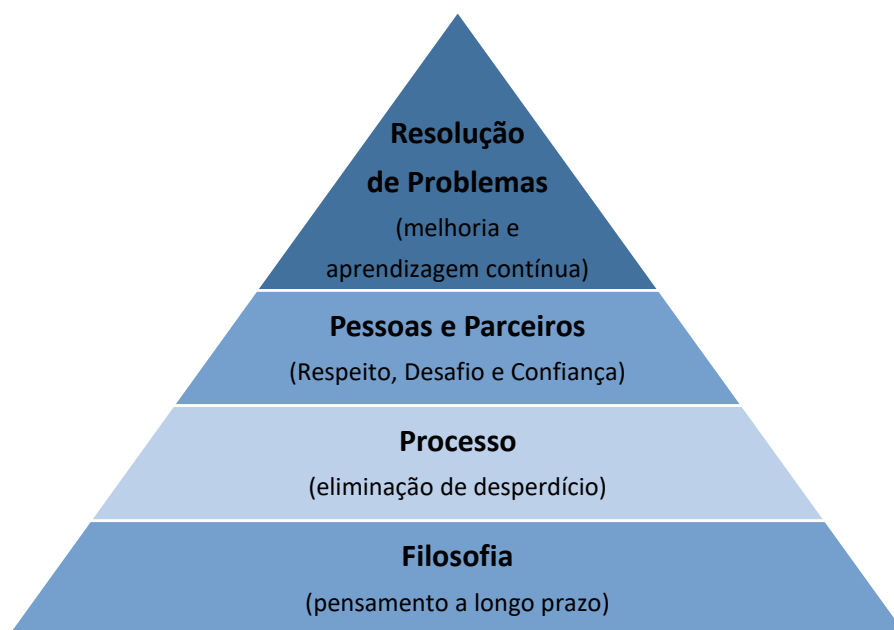 Resolução
de Problemas
(melhoria e
aprendizagem contínua)
Pessoas e Parceiros
(Respeito, Desafio e Confiança)
Processo
(eliminação de desperdício)
Filosofia
(pensamento a longo prazo)